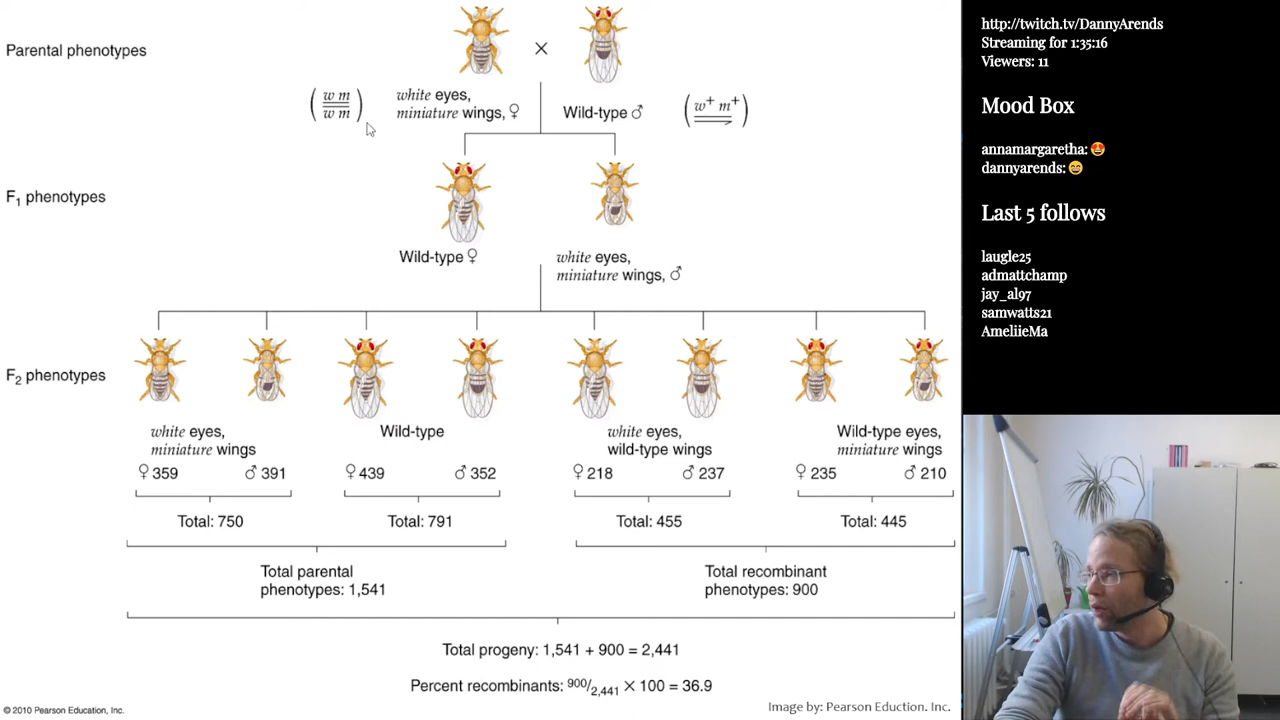 Parental phenotypes
×
( w m / w m )
white eyes,
miniature wings, ♀
Wild-type ♂
( w+ m+ )
F1 phenotypes
Wild-type ♀
white eyes,
miniature wings, ♂
F2 phenotypes
white eyes,
miniature wings
♀ 359 ♂ 391
Total: 750
Wild-type
♀ 439 ♂ 352
Total: 791
white eyes,
wild-type wings
♀ 218 ♂ 237
Total: 455
Wild-type eyes,
miniature wings
♀ 235 ♂ 210
Total: 445
Total parental
phenotypes: 1,541
Total recombinant
phenotypes: 900
Total progeny: 1,541 + 900 = 2,441
Percent recombinants: 900/2,441 × 100 = 36.9
© 2010 Pearson Education, Inc.
Image by: Pearson Eduction. Inc.
http://twitch.tv/DannyArends
Streaming for 1:35:16
Viewers: 11
Mood Box
annamargaretha: 😍
dannyarends: 😄
Last 5 follows
laugle25
admattchamp
jay_al97
samwatts21
AmeliieMa